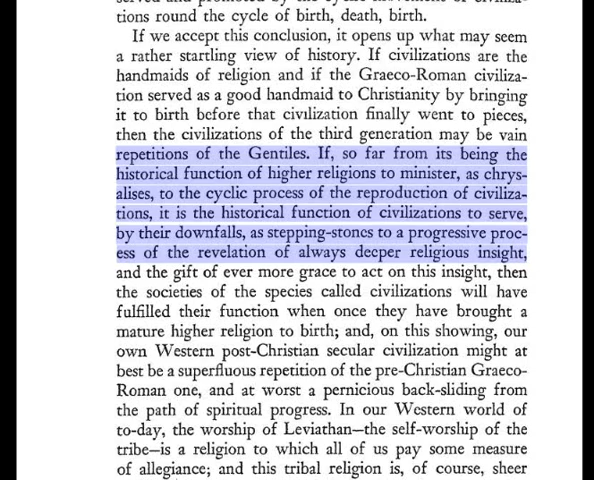 tions round the cycle of birth, death, birth.
If we accept this conclusion, it opens up what may seem
a rather startling view of history. If civilizations are the
handmaids of religion and if the Graeco-Roman civiliza-
tion served as a good handmaid to Christianity by bringing
it to birth before that civilization finally went to pieces,
then the civilizations of the third generation may be vain
repetitions of the Gentiles. If, so far from its being the
historical function of higher religions to minister, as chrys-
alises, to the cyclic process of the reproduction of civiliza-
tions, it is the historical function of civilizations to serve,
by their downfalls, as stepping-stones to a progressive proc-
ess of the revelation of always deeper religious insight,
and the gift of ever more grace to act on this insight, then
the societies of the species called civilizations will have
fulfilled their function when once they have brought a
mature higher religion to birth; and, on this showing, our
own Western post-Christian secular civilization might at
best be a superfluous repetition of the pre-Christian Graeco-
Roman one, and at worst a pernicious back-sliding from
the path of spiritual progress. In our Western world of
to-day, the worship of Leviathan—the self-worship of the
tribe—is a religion to which all of us pay some measure
of allegiance; and this tribal religion is, of course, sheer